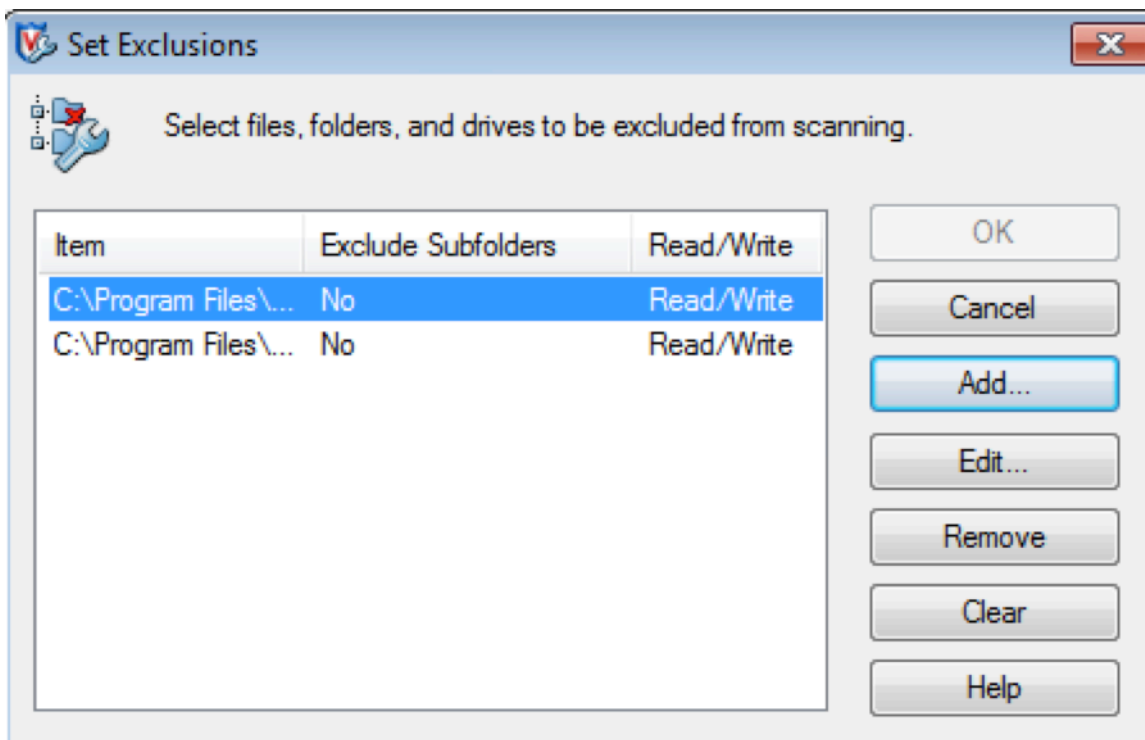 Set Exclusions
Select files, folders, and drives to be excluded from scanning.
Item Exclude Subfolders Read/Write
C:\Program Files\... No Read/Write
C:\Program Files\... No Read/Write
OK
Cancel
Add...
Edit...
Remove
Clear
Help